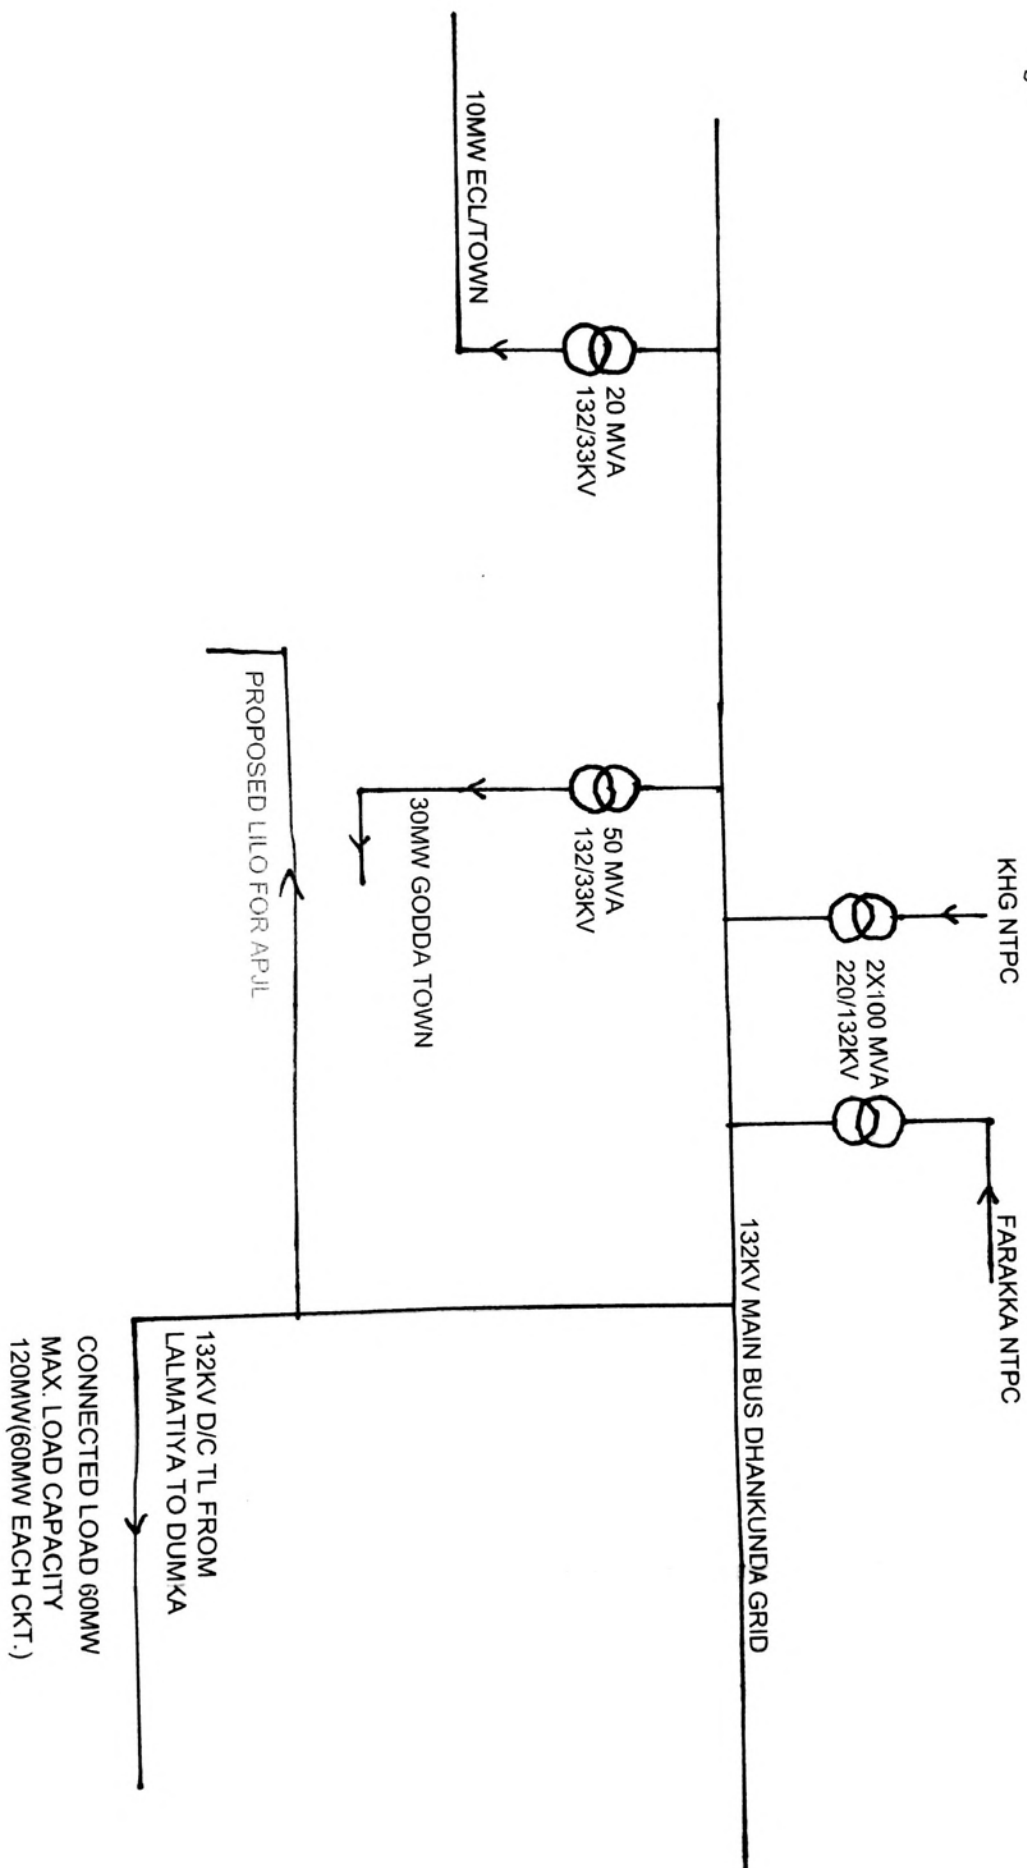 KHG NTPC
FARAKKA NTPC
2X100 MVA
220/132KV
132KV MAIN BUS DHANKUNDA GRID
20 MVA
132/33KV
50 MVA
132/33KV
10MW ECL/TOWN
30MW GODDA TOWN
PROPOSED LILO FOR APJL
132KV D/C TL FROM
LALMATIYA TO DUMKA
CONNECTED LOAD 60MW
MAX. LOAD CAPACITY
120MW(60MW EACH CKT.)